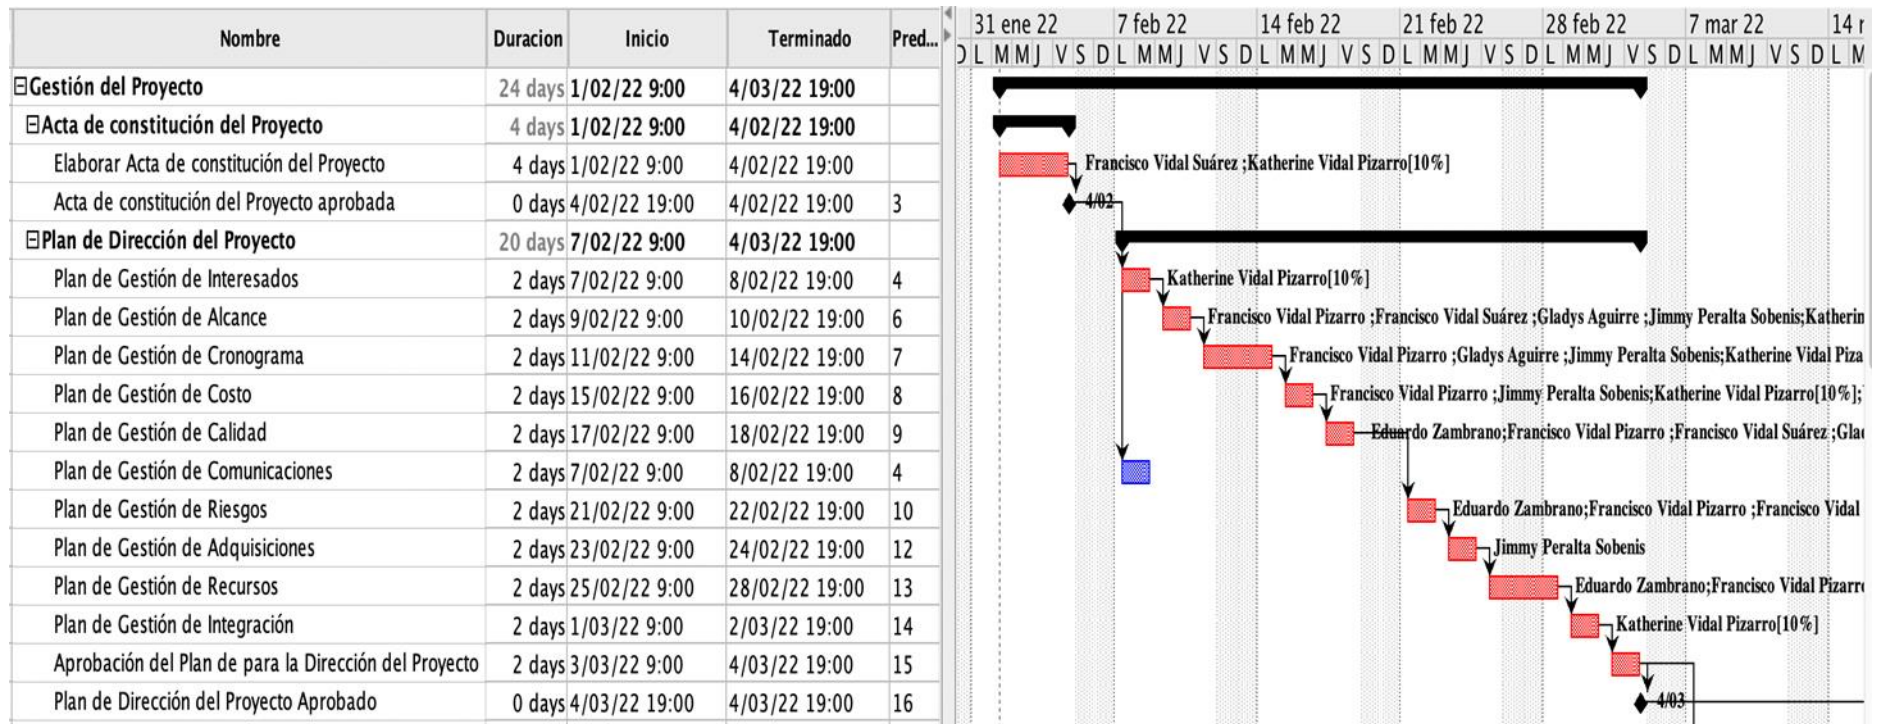 Nombre Duracion Inicio Terminado Pred... 31 ene 22 7 feb 22 14 feb 22 21 feb 22 28 feb 22 7 mar 22 14
D L M M J V S D L M M J V S D L M M J V S D L M M J V S D L M M J V S D L M M J V S D L M
Gestión del Proyecto 24 days 1/02/22 9:00 4/03/22 19:00
Acta de constitución del Proyecto 4 days 1/02/22 9:00 4/02/22 19:00
Elaborar Acta de constitución del Proyecto 4 days 1/02/22 9:00 4/02/22 19:00 Francisco Vidal Suárez ;Katherine Vidal Pizarro[10%]
Acta de constitución del Proyecto aprobada 0 days 4/02/22 19:00 4/02/22 19:00 3 4/02
Plan de Dirección del Proyecto 20 days 7/02/22 9:00 4/03/22 19:00
Plan de Gestión de Interesados 2 days 7/02/22 9:00 8/02/22 19:00 4 Katherine Vidal Pizarro[10%]
Plan de Gestión de Alcance 2 days 9/02/22 9:00 10/02/22 19:00 6 Francisco Vidal Pizarro ;Francisco Vidal Suárez ;Gladys Aguirre ;Jimmy Peralta Sobenis;Katherin
Plan de Gestión de Cronograma 2 days 11/02/22 9:00 14/02/22 19:00 7 Francisco Vidal Pizarro ;Gladys Aguirre ;Jimmy Peralta Sobenis;Katherine Vidal Piza
Plan de Gestión de Costo 2 days 15/02/22 9:00 16/02/22 19:00 8 Francisco Vidal Pizarro ;Jimmy Peralta Sobenis;Katherine Vidal Pizarro[10%];
Plan de Gestión de Calidad 2 days 17/02/22 9:00 18/02/22 19:00 9 Eduardo Zambrano;Francisco Vidal Pizarro ;Francisco Vidal Suárez ;Glad
Plan de Gestión de Comunicaciones 2 days 7/02/22 9:00 8/02/22 19:00 4
Plan de Gestión de Riesgos 2 days 21/02/22 9:00 22/02/22 19:00 10 Eduardo Zambrano;Francisco Vidal Pizarro ;Francisco Vidal
Plan de Gestión de Adquisiciones 2 days 23/02/22 9:00 24/02/22 19:00 12 Jimmy Peralta Sobenis
Plan de Gestión de Recursos 2 days 25/02/22 9:00 28/02/22 19:00 13 Eduardo Zambrano;Francisco Vidal Pizarro
Plan de Gestión de Integración 2 days 1/03/22 9:00 2/03/22 19:00 14 Katherine Vidal Pizarro[10%]
Aprobación del Plan de para la Dirección del Proyecto 2 days 3/03/22 9:00 4/03/22 19:00 15
Plan de Dirección del Proyecto Aprobado 0 days 4/03/22 19:00 4/03/22 19:00 16 4/03